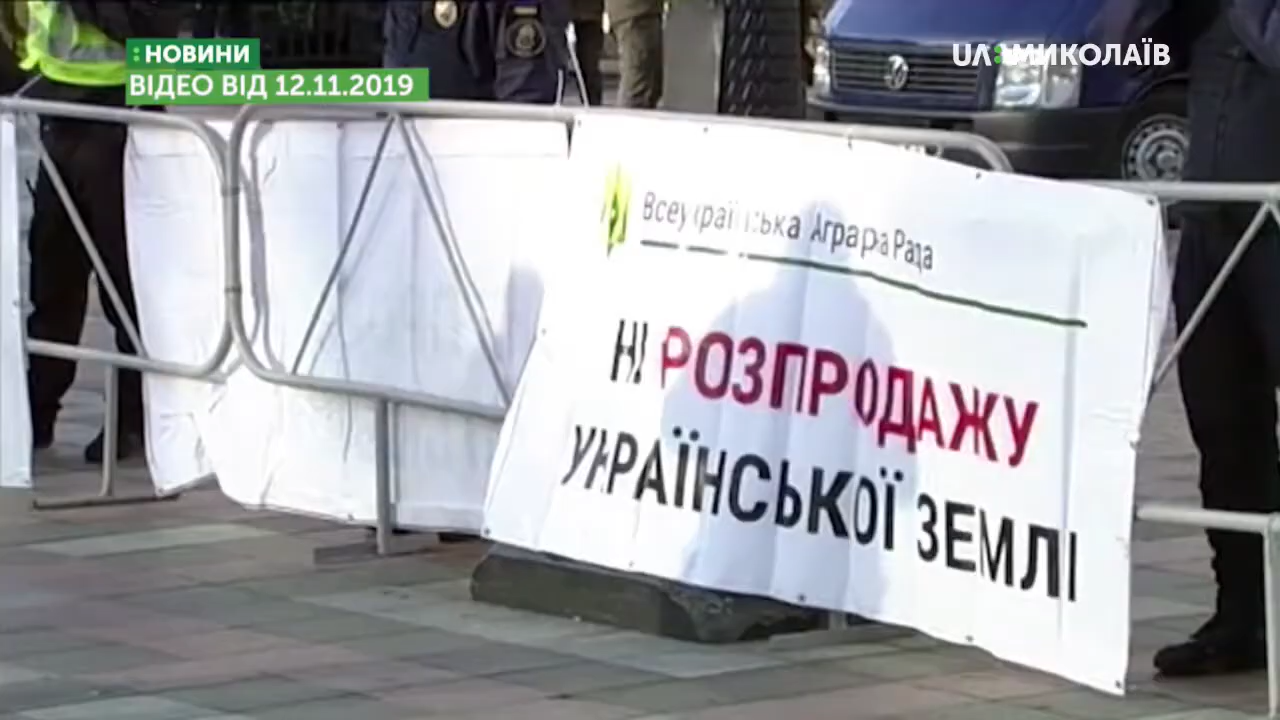 :НОВИНИ
ВІДЕО ВІД 12.11.2019
UA:МИКОЛАЇВ
Всеукраїнська Аграрна Рада
НІ РОЗПРОДАЖУ
УКРАЇНСЬКОЇ ЗЕМЛІ